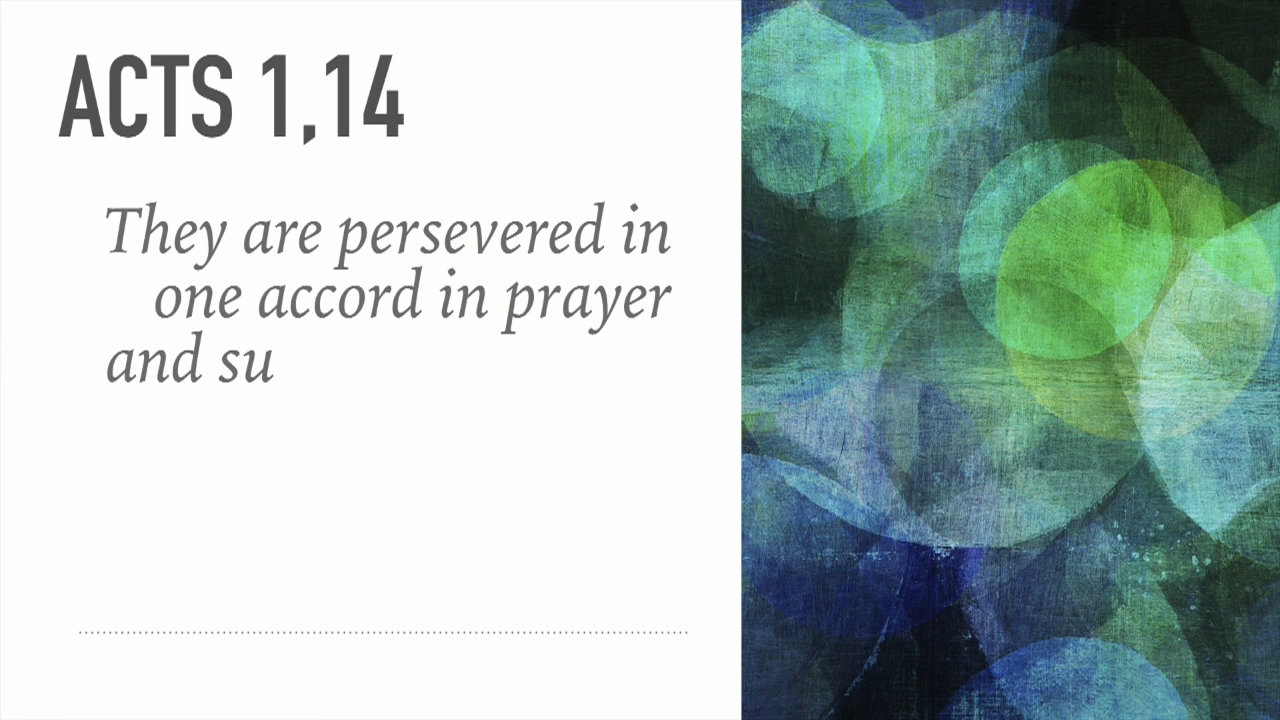 ACTS 1,14
They are persevered in
one accord in prayer
and su